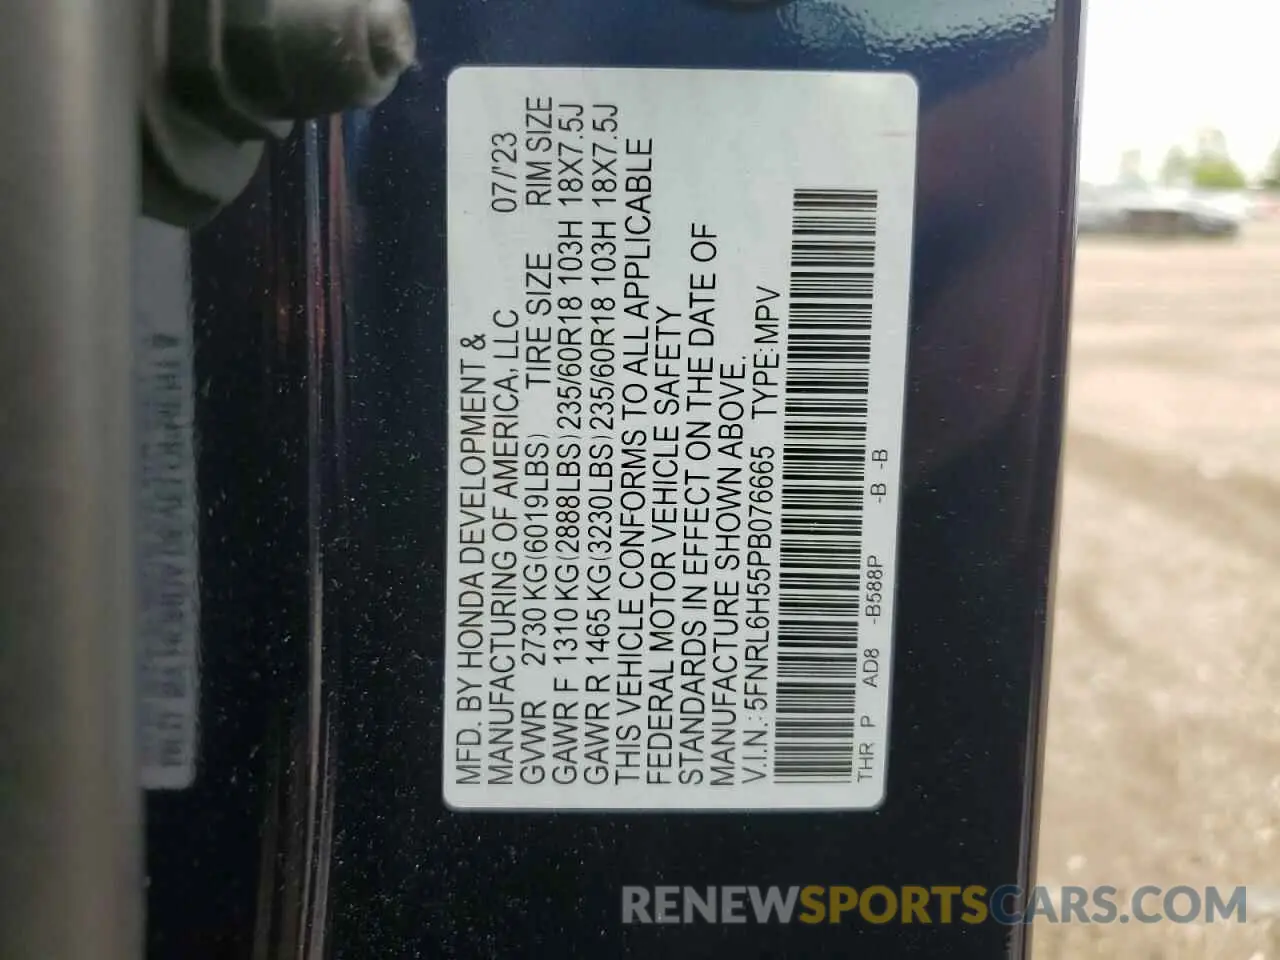 MFD. BY HONDA DEVELOPMENT &
MANUFACTURING OF AMERICA, LLC 07/'23
GVWR 2730 KG(6019LBS) TIRE SIZE RIM SIZE
GAWR F 1310 KG(2888LBS) 235/60R18 103H 18X7.5J
GAWR R 1465 KG(3230LBS) 235/60R18 103H 18X7.5J
THIS VEHICLE CONFORMS TO ALL APPLICABLE
FEDERAL MOTOR VEHICLE SAFETY
STANDARDS IN EFFECT ON THE DATE OF
MANUFACTURE SHOWN ABOVE.
V.I.N.: 5FNRL6H55PB076665 TYPE:MPV
THR P AD8 -B588P -B -B
RENEWSPORTSCARS.COM